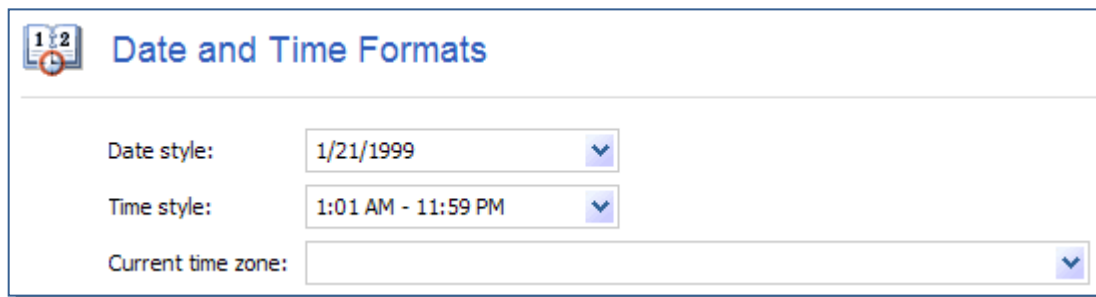 1 2
Date and Time Formats
Date style: 1/21/1999
Time style: 1:01 AM - 11:59 PM
Current time zone: